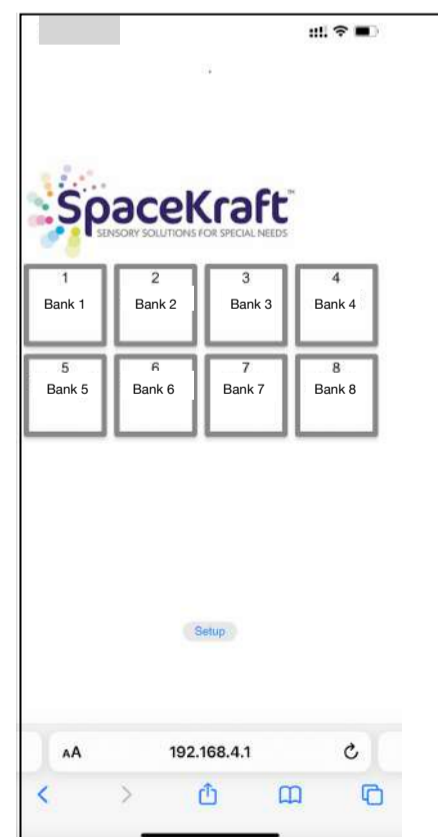 SpaceKraft™
SENSORY SOLUTIONS FOR SPECIAL NEEDS
1 2 3 4
Bank 1 Bank 2 Bank 3 Bank 4
5 6 7 8
Bank 5 Bank 6 Bank 7 Bank 8
Setup
AA 192.168.4.1